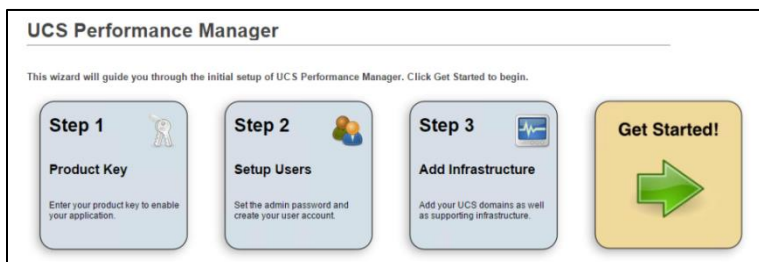 UCS Performance Manager
This wizard will guide you through the initial setup of UCS Performance Manager. Click Get Started to begin.
Step 1
Product Key
Enter your product key to enable
your application.
Step 2
Setup Users
Set the admin password and
create your user account.
Step 3
Add Infrastructure
Add your UCS domains as well
as supporting infrastructure.
Get Started!